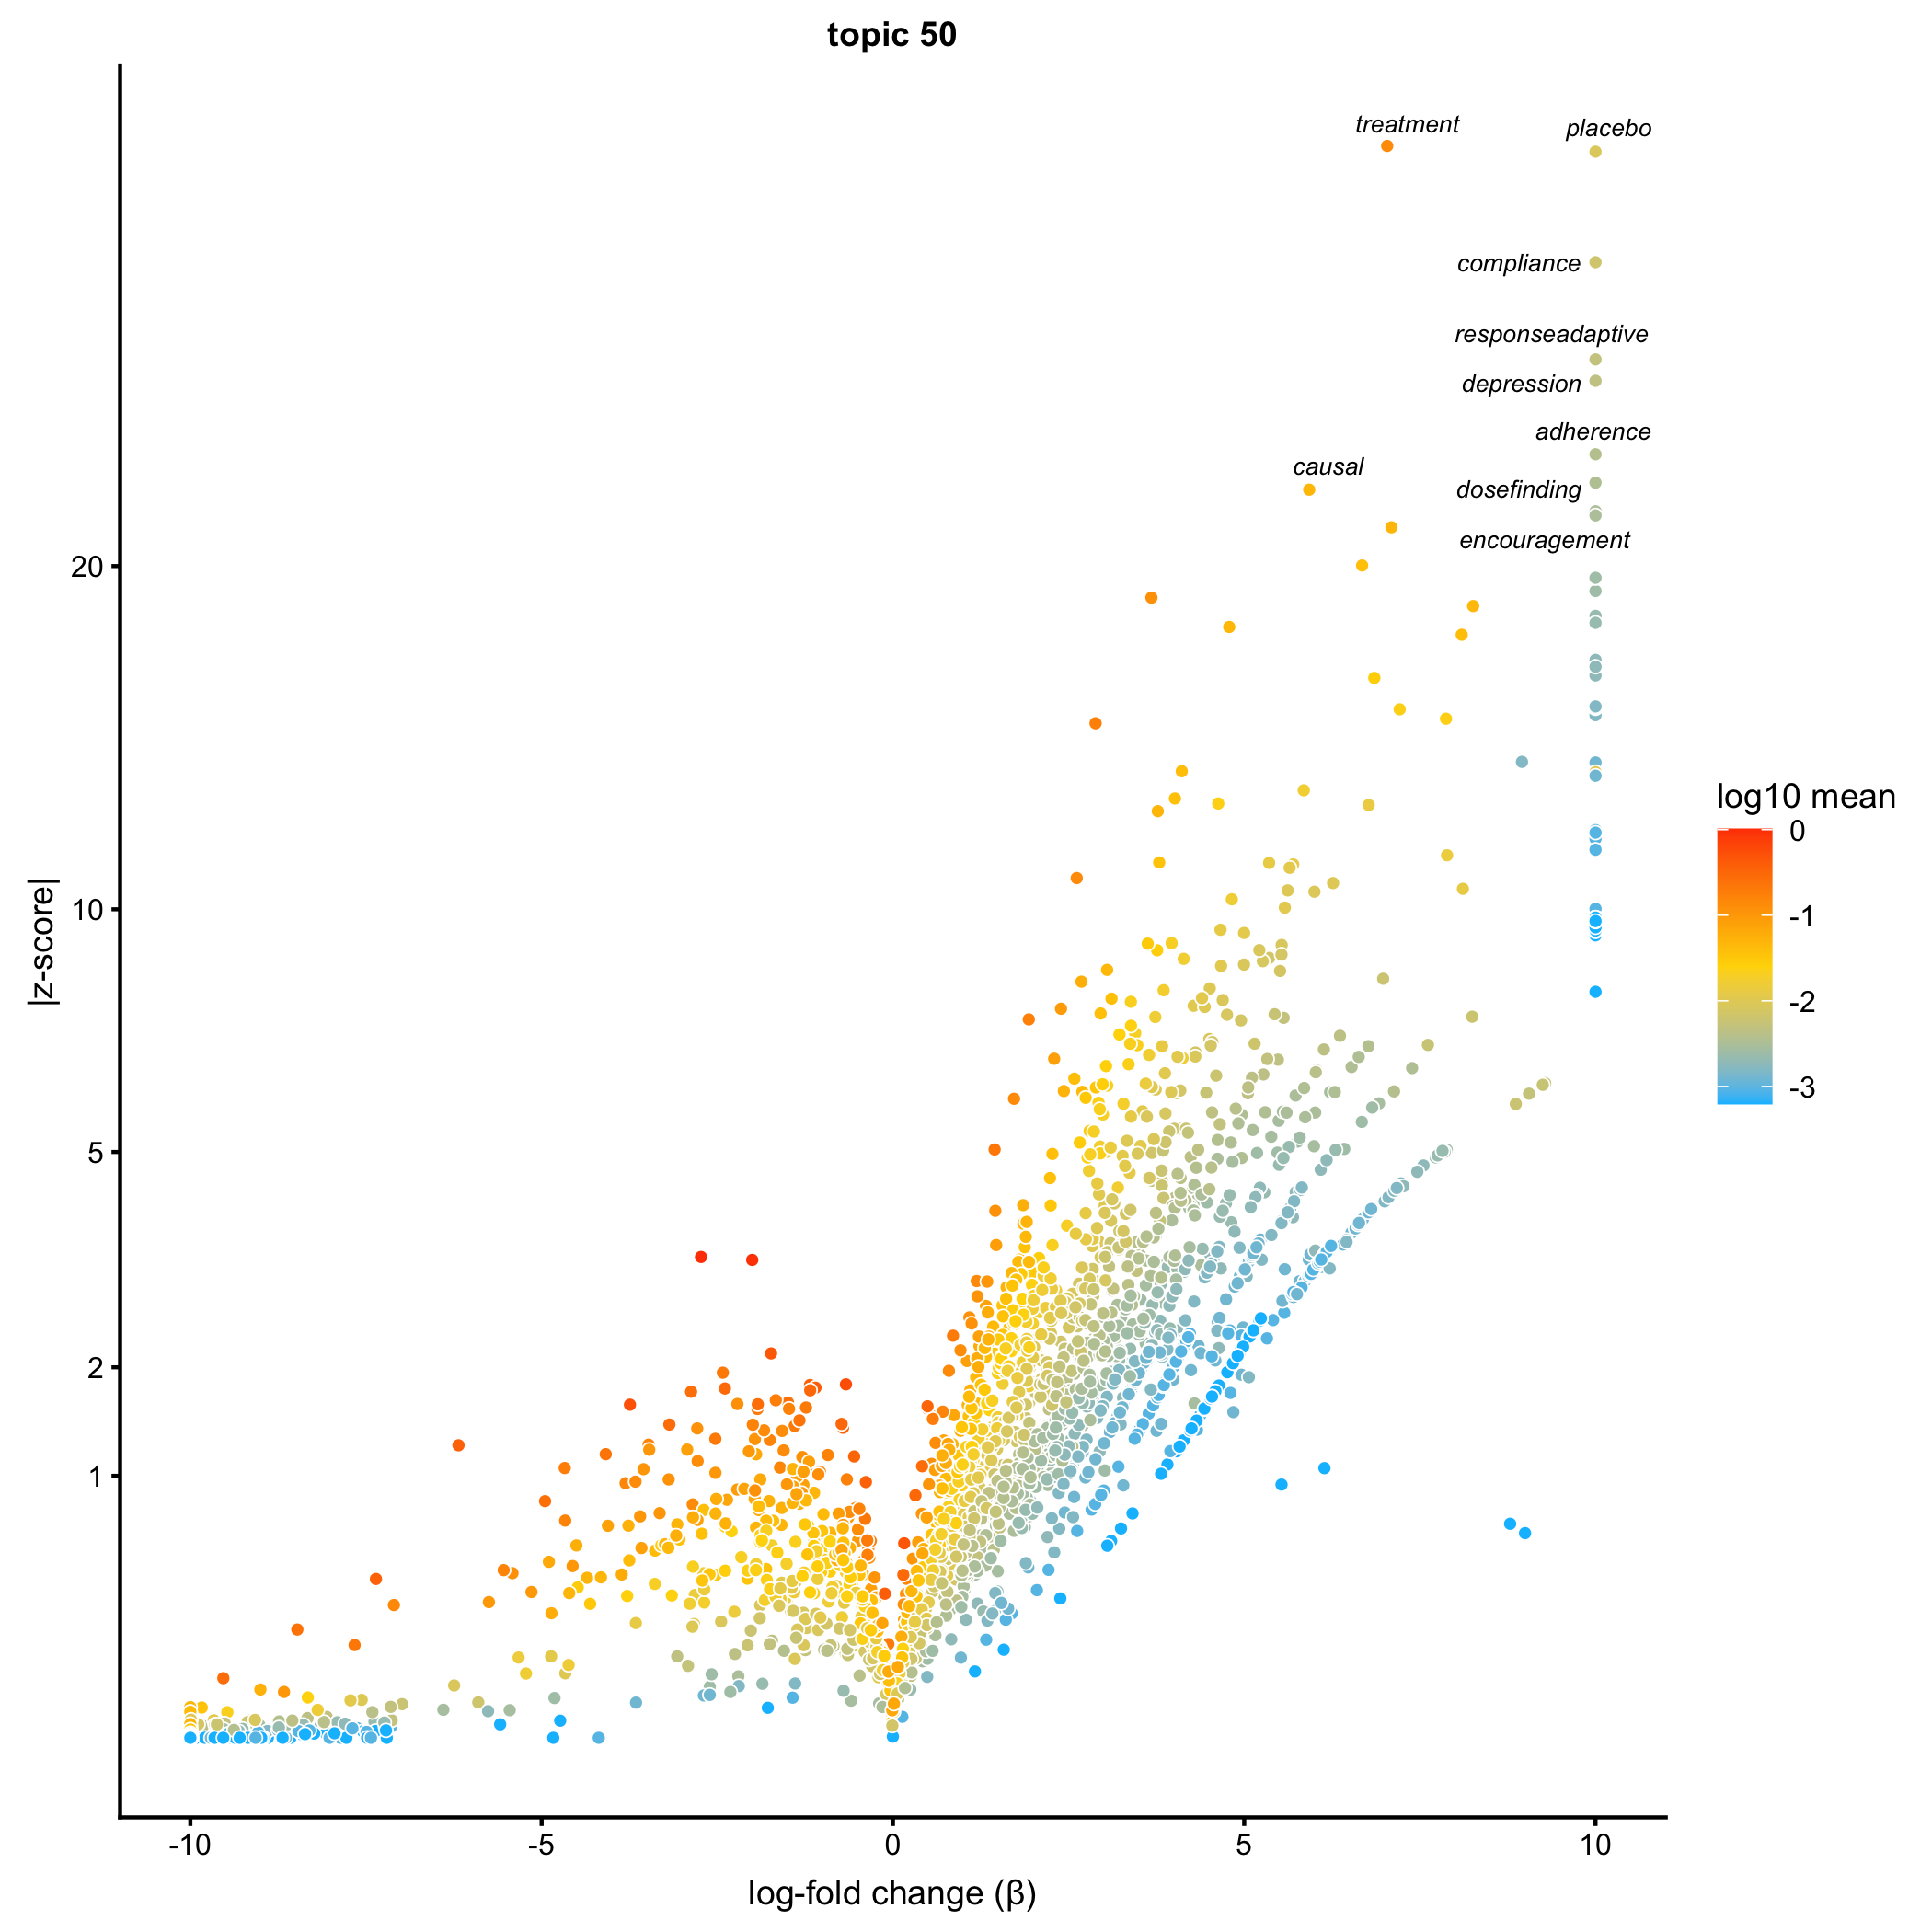 topic 50
treatment
placebo
compliance
responseadaptive
depression
adherence
causal
dosefinding
encouragement
20
10
5
2
1
|z-score|
-10
-5
0
5
10
log-fold change (β)
log10 mean
0
-1
-2
-3